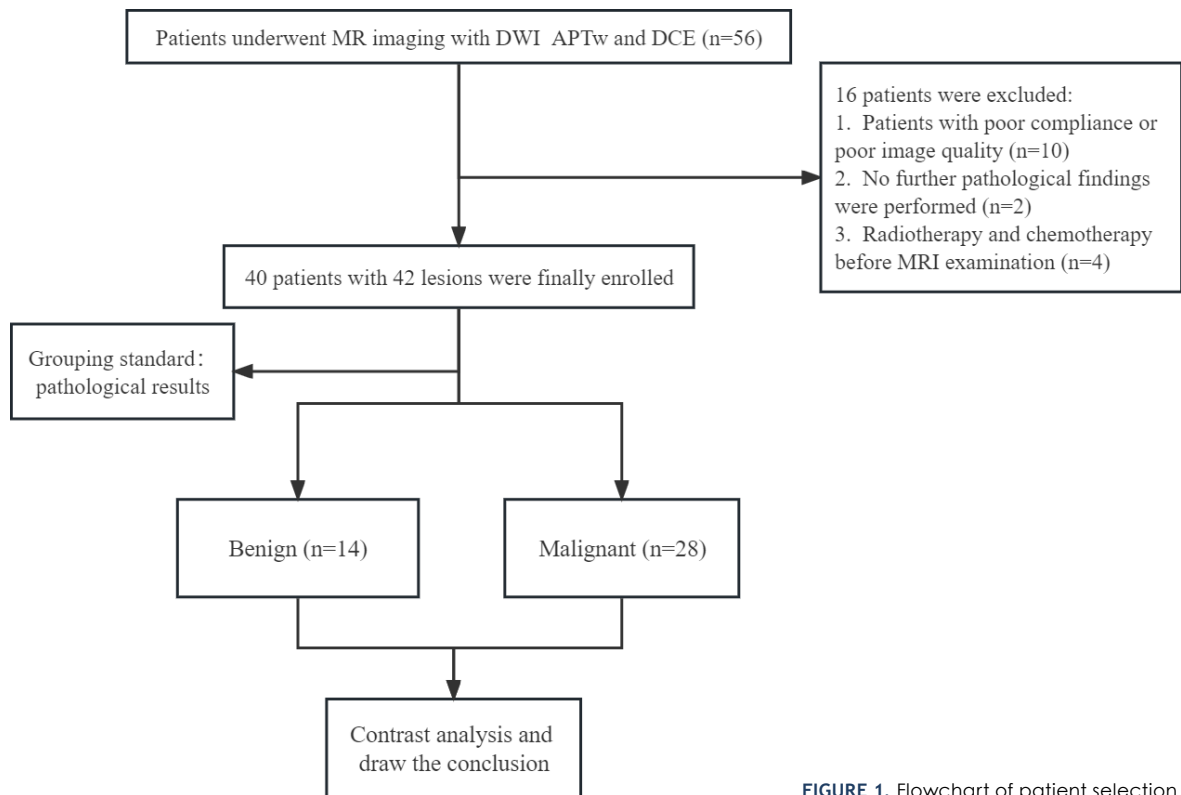 Patients underwent MR imaging with DWI APTw and DCE (n=56)
16 patients were excluded:
1. Patients with poor compliance or
poor image quality (n=10)
2. No further pathological findings
were performed (n=2)
3. Radiotherapy and chemotherapy
before MRI examination (n=4)
40 patients with 42 lesions were finally enrolled
Grouping standard:
pathological results
Benign (n=14)
Malignant (n=28)
Contrast analysis and
draw the conclusion
FIGURE 1. Flowchart of patient selection